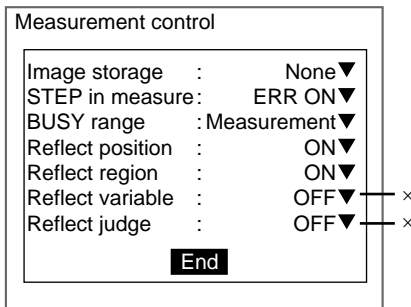 Measurement control
Image storage : None▼
STEP in measure: ERR ON▼
BUSY range : Measurement▼
Reflect position : ON▼
Reflect region : ON▼
Reflect variable : OFF▼ ×
Reflect judge : OFF▼ ×
End